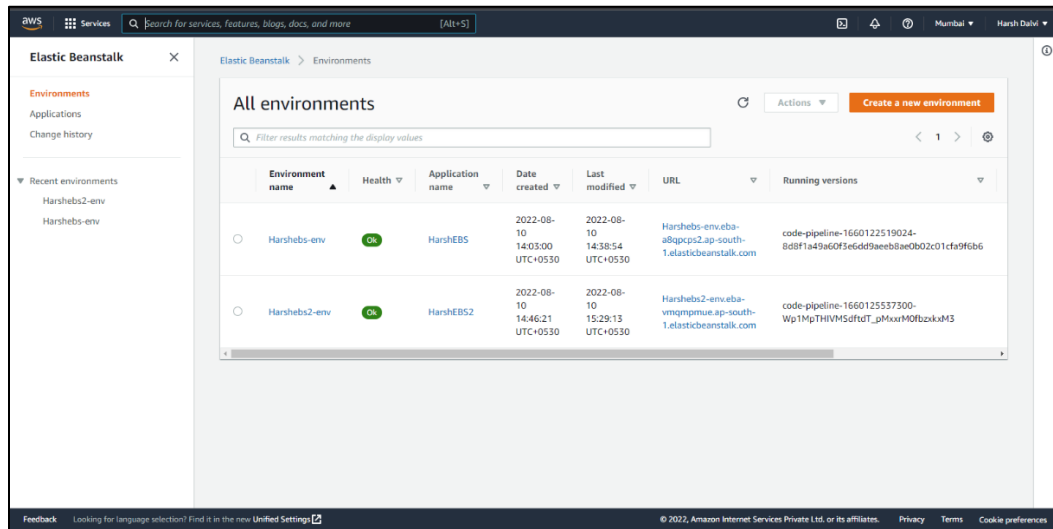 aws
Services
Search for services, features, blogs, docs, and more
[Alt+S]
Mumbai
Harsh Dalvi
Elastic Beanstalk
Environments
Applications
Change history
Recent environments
Harshebs2-env
Harshebs-env
Elastic Beanstalk > Environments
All environments
Actions
Create a new environment
Filter results matching the display values
1
Environment
name
Health
Application
name
Date
created
Last
modified
URL
Running versions
Harshebs-env
Ok
HarshEBS
2022-08-
10
14:03:00
UTC+0530
2022-08-
10
14:38:54
UTC+0530
Harshebs-env.eba-
a8qpcps2.ap-south-
1.elasticbeanstalk.com
code-pipeline-1660122519024-
8d8f1a49a60f3e6dd9aeeb8ae0b02c01cfa9f6b6
Harshebs2-env
Ok
HarshEBS2
2022-08-
10
14:46:21
UTC+0530
2022-08-
10
15:29:13
UTC+0530
Harshebs2-env.eba-
vmqmpmue.ap-south-
1.elasticbeanstalk.com
code-pipeline-1660125537300-
Wp1MpTHIVMSdftdT_pMxxrM0fbzxkxM3
Feedback
Looking for language selection? Find it in the new Unified Settings
© 2022, Amazon Internet Services Private Ltd. or its affiliates.
Privacy
Terms
Cookie preferences